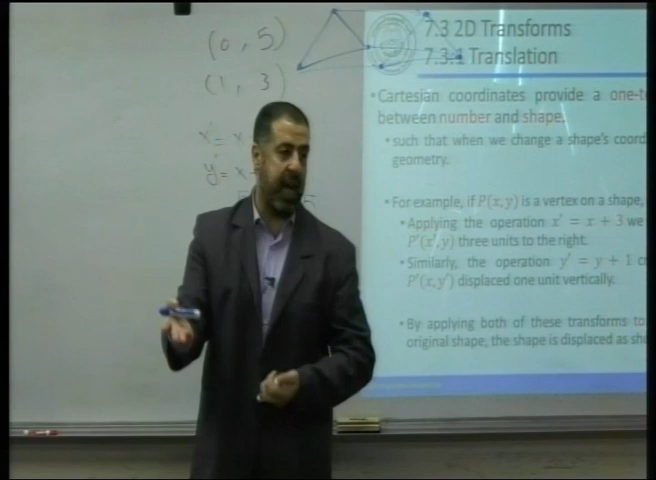 (0, 5)
(1, 3)
x' = x
y' = x
7.3 2D Transforms
7.3.1 Translation
•Cartesian coordinates provide a one-t
between number and shape.
•such that when we change a shape's coord
geometry.
•For example, if P(x,y) is a vertex on a shape,
•Applying the operation x' = x + 3 we
P'(x',y) three units to the right.
•Similarly, the operation y' = y + 1 c
P'(x,y') displaced one unit vertically.
•By applying both of these transforms to
original shape, the shape is displaced as sh